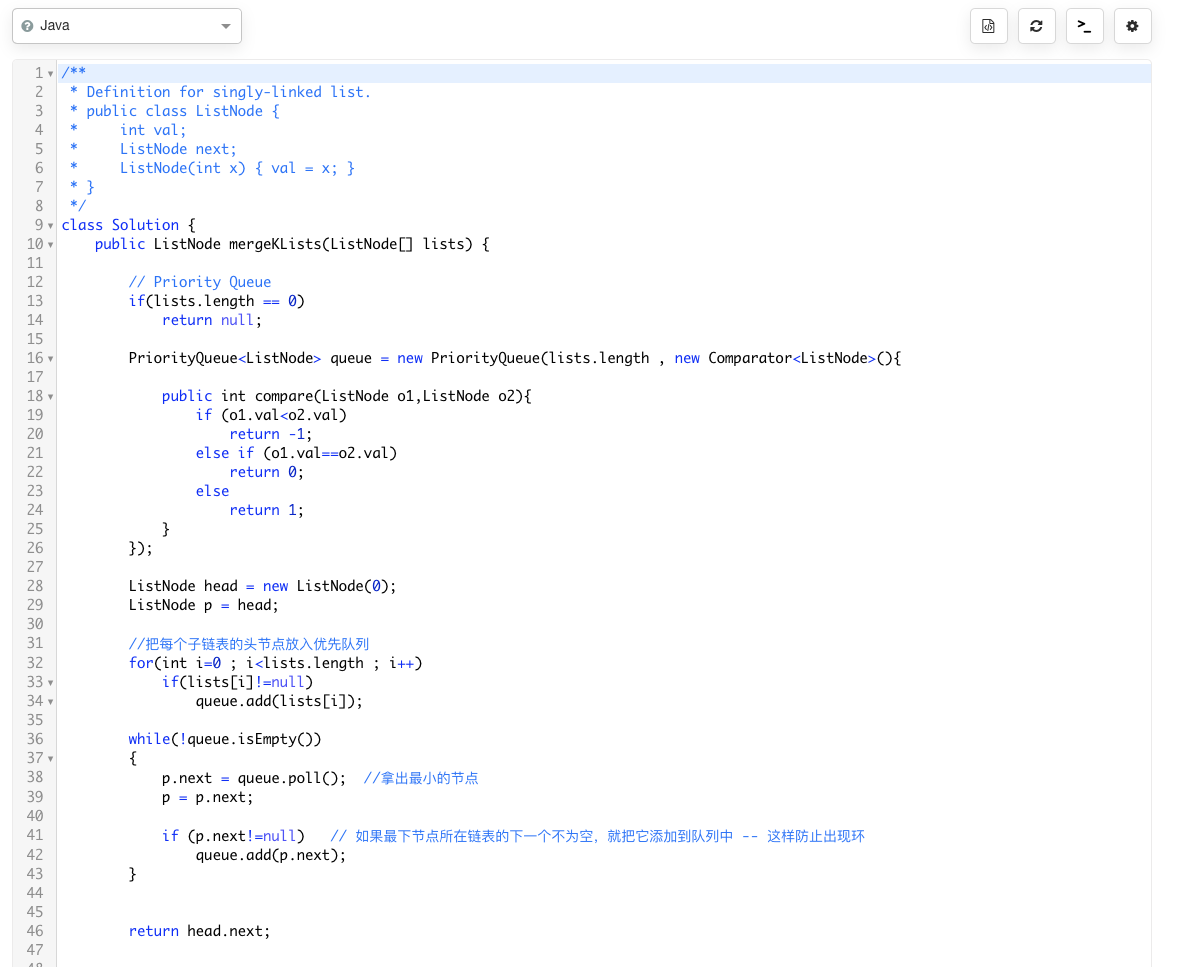 Java
>_
1 /**
2  * Definition for singly-linked list.
3  * public class ListNode {
4  *     int val;
5  *     ListNode next;
6  *     ListNode(int x) { val = x; }
7  * }
8  */
9 class Solution {
10     public ListNode mergeKLists(ListNode[] lists) {
11
12         // Priority Queue
13         if(lists.length == 0)
14             return null;
15
16         PriorityQueue<ListNode> queue = new PriorityQueue(lists.length , new Comparator<ListNode>(){
17
18             public int compare(ListNode o1,ListNode o2){
19                 if (o1.val<o2.val)
20                     return -1;
21                 else if (o1.val==o2.val)
22                     return 0;
23                 else
24                     return 1;
25             }
26         });
27
28         ListNode head = new ListNode(0);
29         ListNode p = head;
30
31         //把每个子链表的头节点放入优先队列
32         for(int i=0 ; i<lists.length ; i++)
33             if(lists[i]!=null)
34                 queue.add(lists[i]);
35
36         while(!queue.isEmpty())
37         {
38             p.next = queue.poll();  //拿出最小的节点
39             p = p.next;
40
41             if (p.next!=null)   // 如果最下节点所在链表的下一个不为空，就把它添加到队列中 -- 这样防止出现环
42                 queue.add(p.next);
43         }
44
45
46         return head.next;
47